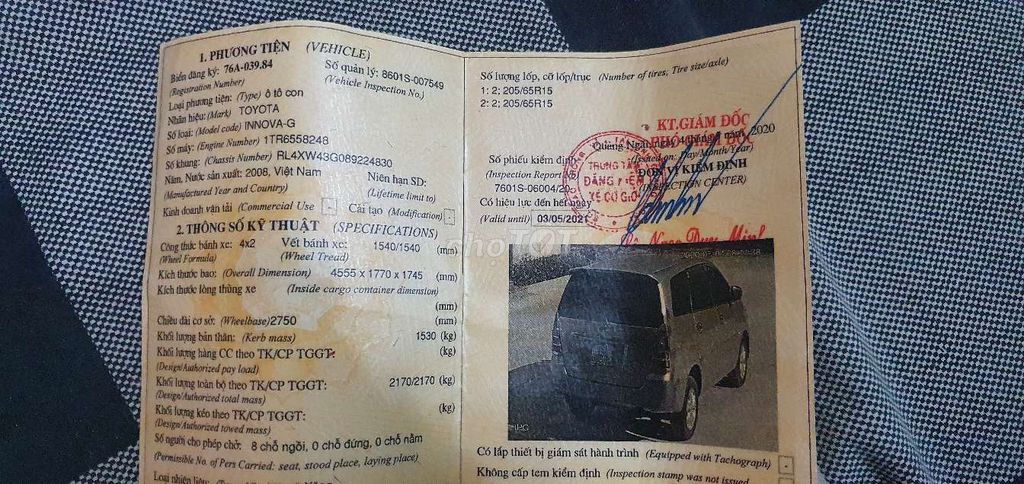 1. PHƯƠNG TIỆN (VEHICLE)
Biển đăng ký: 76A-039.84 Số quản lý: 8601S-007549
(Registration Number) (Vehicle Inspection No.)
Loại phương tiện: (Type) ô tô con
Nhãn hiệu: (Mark) TOYOTA
Số loại: (Model code) INNOVA-G
Số máy: (Engine Number) 1TR6558248
Số khung: (Chassis Number) RL4XW43G089224830
Năm, Nước sản xuất: 2008, Việt Nam Niên hạn SD:
(Manufactured Year and Country) (Lifetime limit to)
Kinh doanh vận tải (Commercial Use - Cải tạo (Modification) -
2. THÔNG SỐ KỸ THUẬT (SPECIFICATIONS)
Công thức bánh xe: 4x2 Vết bánh xe: 1540/1540 (mm)
(Wheel Formula) (Wheel Tread)
Kích thước bao: (Overall Dimension) 4555 x 1770 x 1745 (mm)
Kích thước lòng thùng xe (Inside cargo container dimension)
(mm)
Chiều dài cơ sở: (Wheelbase)2750 (mm)
Khối lượng bản thân: (Kerb mass) 1530 (kg)
Khối lượng hàng CC theo TK/CP TGGT: (kg)
(Design/Authorized pay load)
Khối lượng toàn bộ theo TK/CP TGGT: 2170/2170 (kg)
(Design/Authorized total mass)
Khối lượng kéo theo TK/CP TGGT: (kg)
(Design/Authorized towed mass)
Số người cho phép chở: 8 chỗ ngồi, 0 chỗ đứng, 0 chỗ nằm
(Permissible No. of Pers Carried: seat, stood place, laying place)
Loại nhiên liệu:
Số lượng lốp, cỡ lốp/trục (Number of tires; Tire size/axle)
1: 2; 205/65R15
2: 2; 205/65R15
KT.GIÁM ĐỐC
PHÓ GIÁM ĐỐC
Quảng Ngãi, ngày 4 tháng năm 2020
(Issued on: Day/Month/Year)
Số phiếu kiểm định ĐƠN VỊ KIỂM ĐỊNH
(Inspection Report No) (INSPECTION CENTER)
7601S-06004/20
TRUNG TÂM
ĐĂNG KIỂM
XE CƠ GIỚI
Có hiệu lực đến hết ngày
(Valid until) 03/05/2021
Ngọc Duy Minh
chợ TỐT
Có lắp thiết bị giám sát hành trình (Equipped with Tachograph) -
Không cấp tem kiểm định (Inspection stamp was not issued